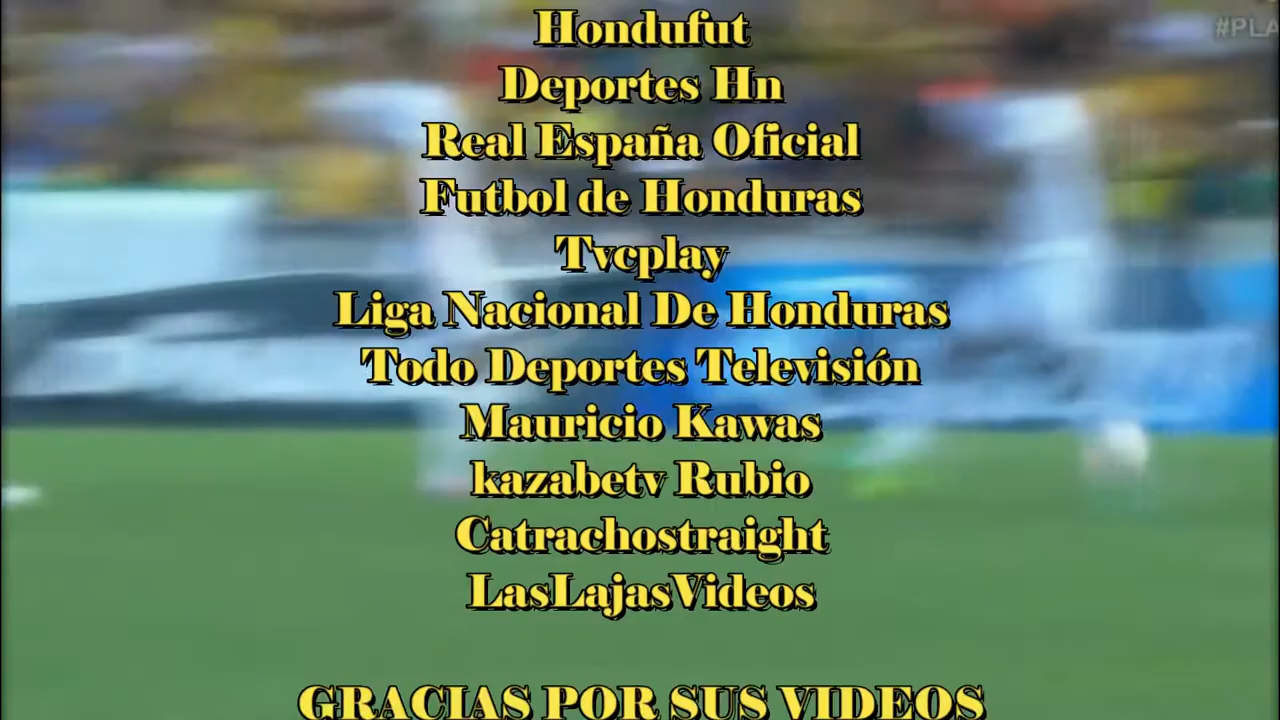 #PLA
Hondufut
Deportes Hn
Real España Oficial
Futbol de Honduras
Tvcplay
Liga Nacional De Honduras
Todo Deportes Televisión
Mauricio Kawas
kazabetv Rubio
Catrachostraight
LasLajasVideos
GRACIAS POR SUS VIDEOS